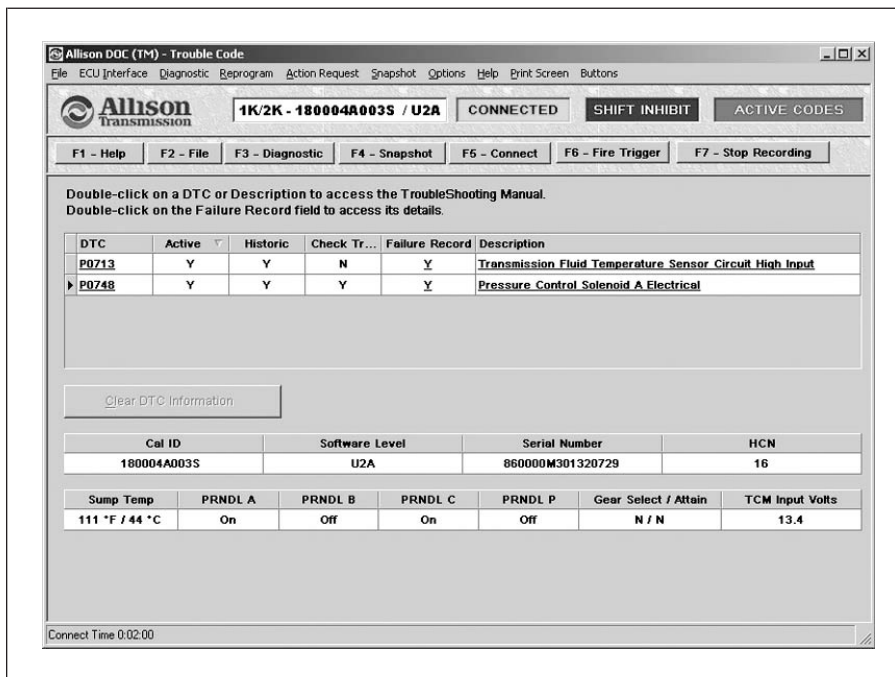 Allison DOC (TM) - Trouble Code
File ECU Interface Diagnostic Reprogram Action Request Snapshot Options Help Print Screen Buttons
Allison Transmission
1K/2K - 180004A003S / U2A CONNECTED SHIFT INHIBIT ACTIVE CODES
F1 - Help F2 - File F3 - Diagnostic F4 - Snapshot F5 - Connect F6 - Fire Trigger F7 - Stop Recording
Double-click on a DTC or Description to access the TroubleShooting Manual.
Double-click on the Failure Record field to access its details.
DTC Active Historic Check Tr... Failure Record Description
P0713 Y Y N Y Transmission Fluid Temperature Sensor Circuit High Input
P0748 Y Y Y Y Pressure Control Solenoid A Electrical
Clear DTC Information
Cal ID Software Level Serial Number HCN
180004A003S U2A 860000M301320729 16
Sump Temp PRNDL A PRNDL B PRNDL C PRNDL P Gear Select / Attain TCM Input Volts
111 °F / 44 °C On Off On Off N / N 13.4
Connect Time 0:02:00